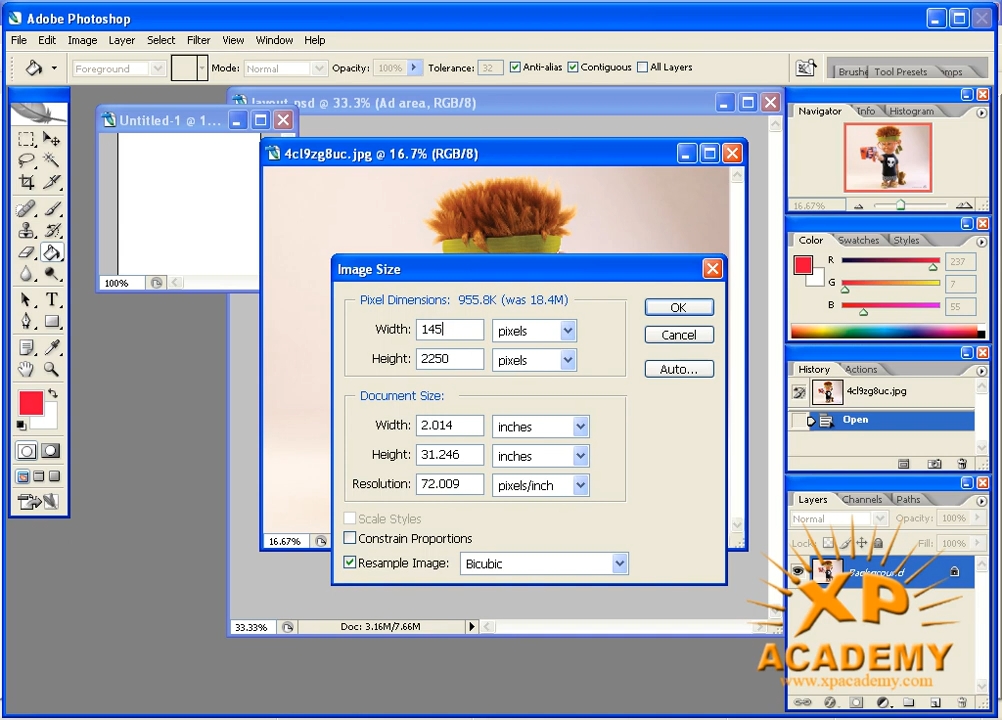 Adobe Photoshop
File Edit Image Layer Select Filter View Window Help
Foreground Mode: Normal Opacity: 100% Tolerance: 32 Anti-alias Contiguous All Layers
Brushe Tool Presets omps
layout.psd @ 33.3% (Ad area, RGB/8)
Untitled-1 @ 1...
100%
4cl9zg8uc.jpg @ 16.7% (RGB/8)
16.67%
Image Size
Pixel Dimensions: 955.8K (was 18.4M)
Width: 145 pixels
Height: 2250 pixels
OK
Cancel
Auto...
Document Size:
Width: 2.014 inches
Height: 31.246 inches
Resolution: 72.009 pixels/inch
Scale Styles
Constrain Proportions
Resample Image: Bicubic
33.33% Doc: 3.16M/7.66M
T
Navigator Info Histogram
16.67%
Color Swatches Styles
R 237
G 7
B 55
History Actions
4cl9zg8uc.jpg
Open
Layers Channels Paths
Normal Opacity: 100%
Lock: Fill: 100%
Background
XP
ACADEMY
www.xpacademy.com